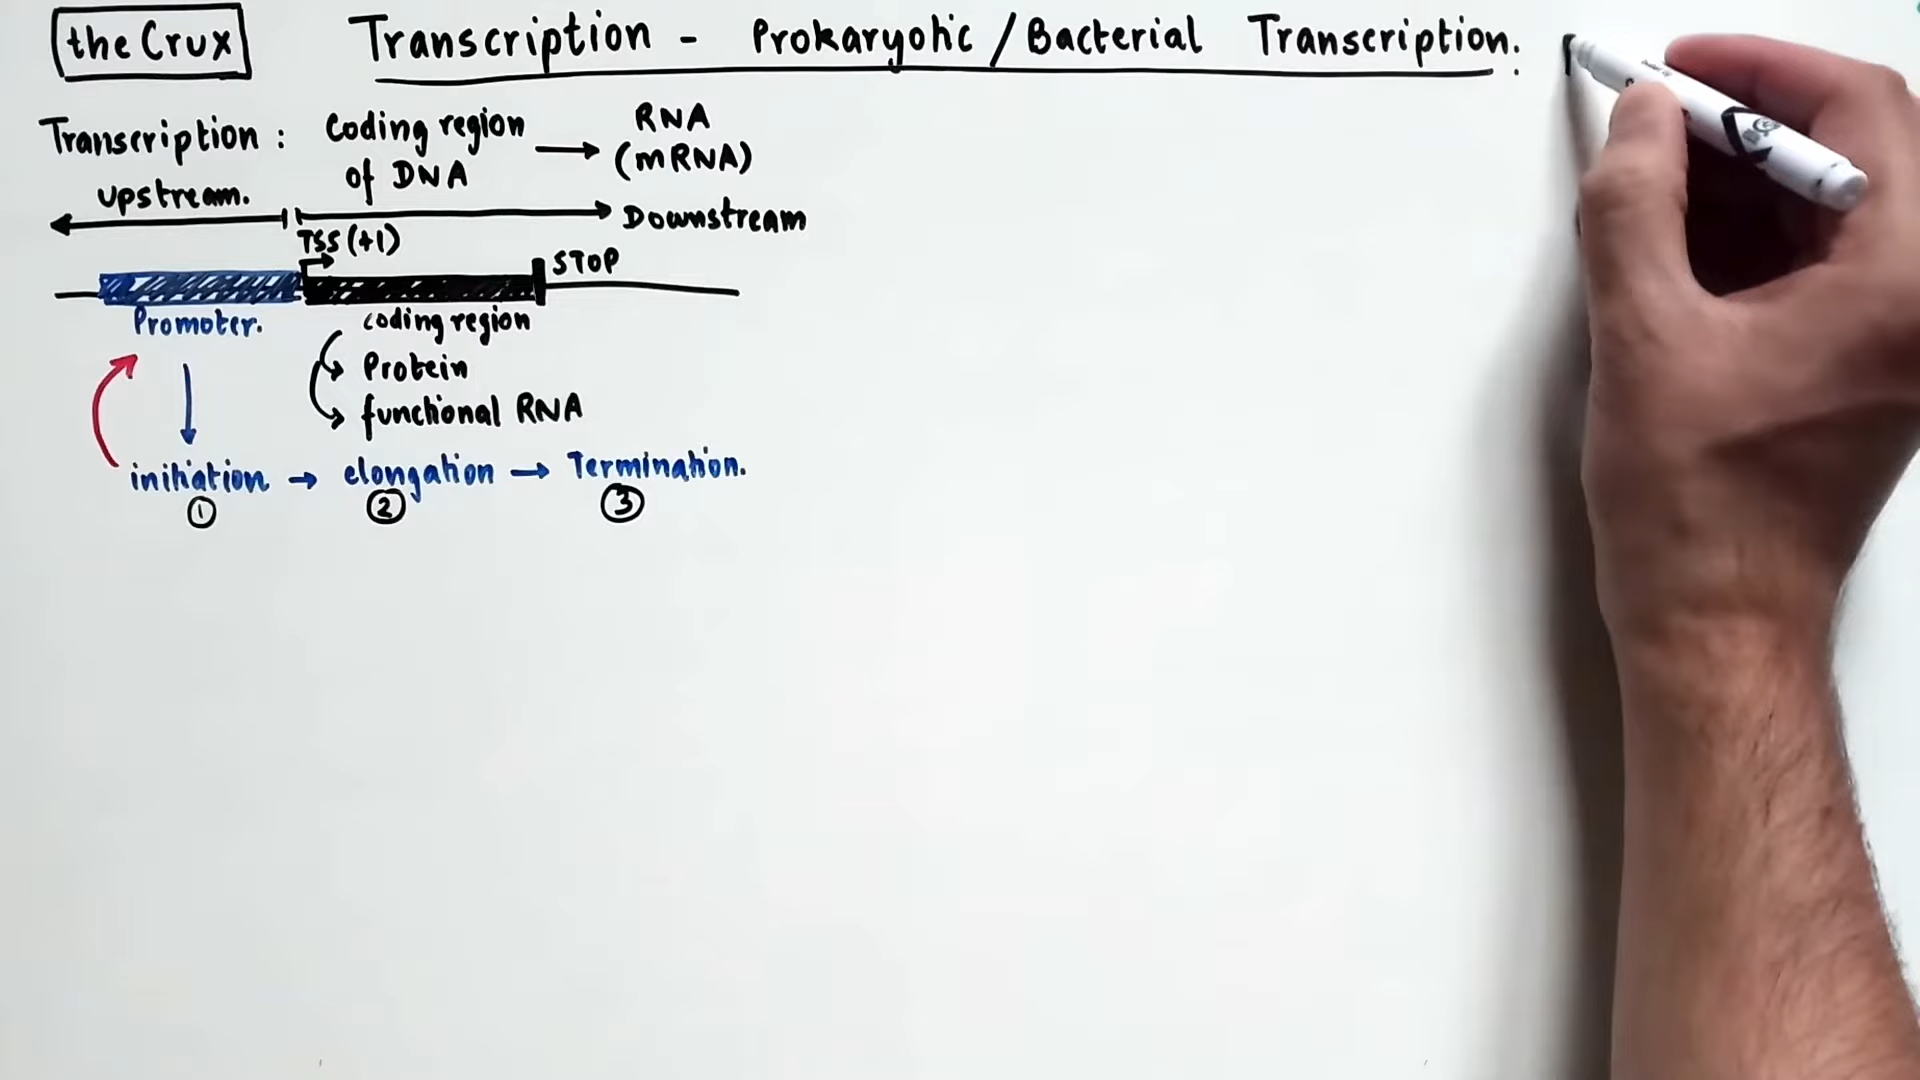 the Crux
Transcription - Prokaryotic / Bacterial Transcription.
Transcription : Coding region of DNA → RNA (mRNA)
upstream.
Downstream
TSS (+1)
STOP
Promoter.
coding region
Protein
functional RNA
initiation → elongation → Termination.
1 2 3